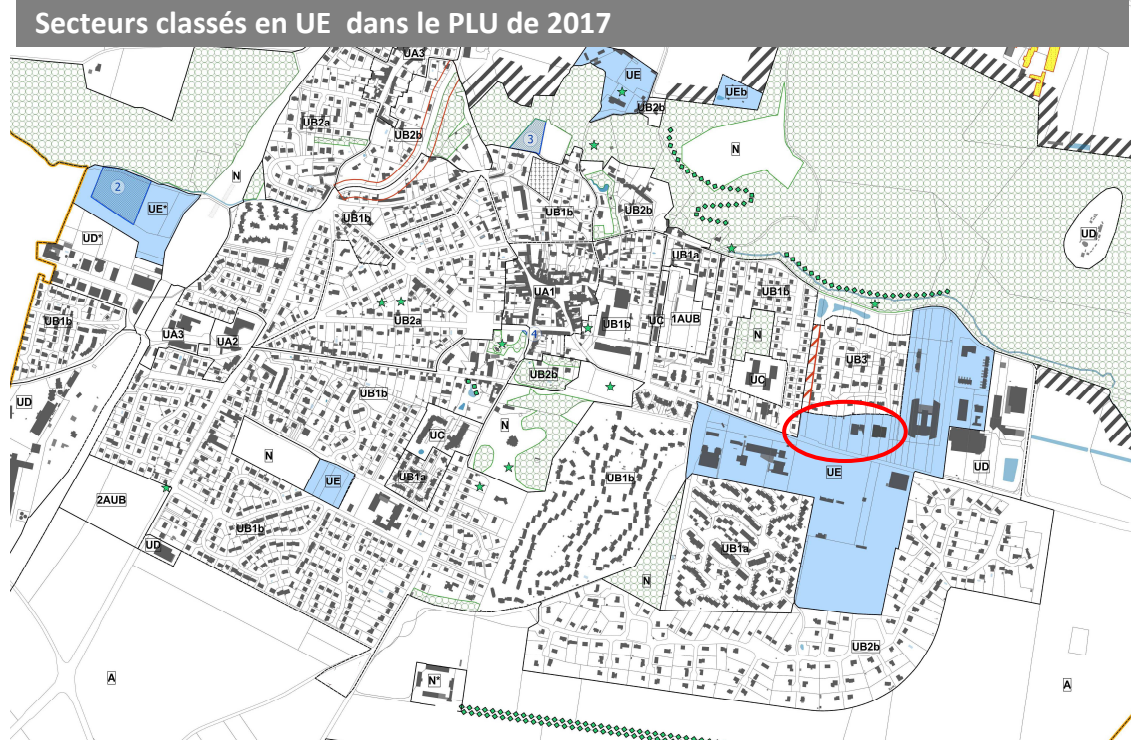 Secteurs classés en UE dans le PLU de 2017
UA3
UE
UEb
UB2b
UB2a
UB2b
3
N
N
2
UE*
UB1b
UB1b
UB2b
UD*
UD
UB1a
UA1
UB1b
UB1b
UB2a
UB1b
UC
1AUB
N
UA3
UA2
4
UB3
UB2b
UC
UB1b
UD
UC
N
N
UE
UD
UE
UB1b
2AUB
UB1a
UB1b
UB1a
UD
N
UB2b
A
N*
A